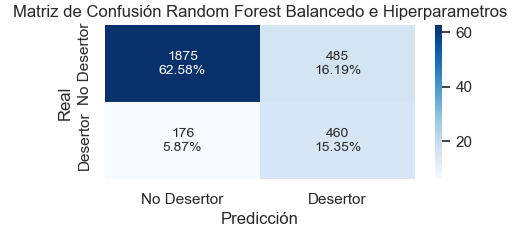 Matriz de Confusión Random Forest Balancedo e Hiperparametros
Real
No Desertor
Desertor
1875
62.58%
485
16.19%
176
5.87%
460
15.35%
No Desertor
Desertor
Predicción
60
40
20